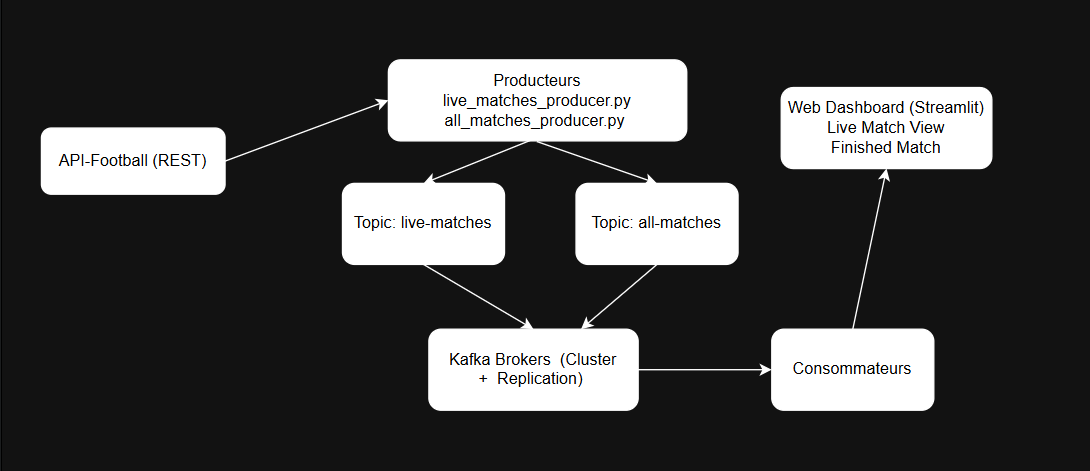 API-Football (REST)
Producteurs
live_matches_producer.py
all_matches_producer.py
Topic: live-matches
Topic: all-matches
Kafka Brokers (Cluster
+ Replication)
Consommateurs
Web Dashboard (Streamlit)
Live Match View
Finished Match